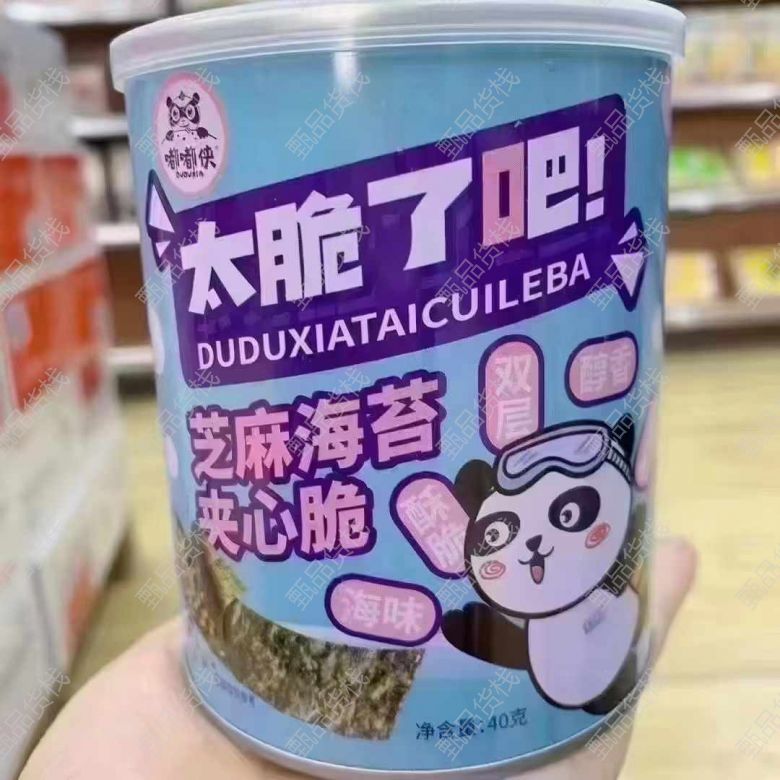 嘟嘟侠®
DUDUXIA
太脆了吧!
DUDUXIATAICUILEBA
双层
醇香
芝麻海苔
夹心脆
酥脆
海味
净含量:40克
甄品货栈